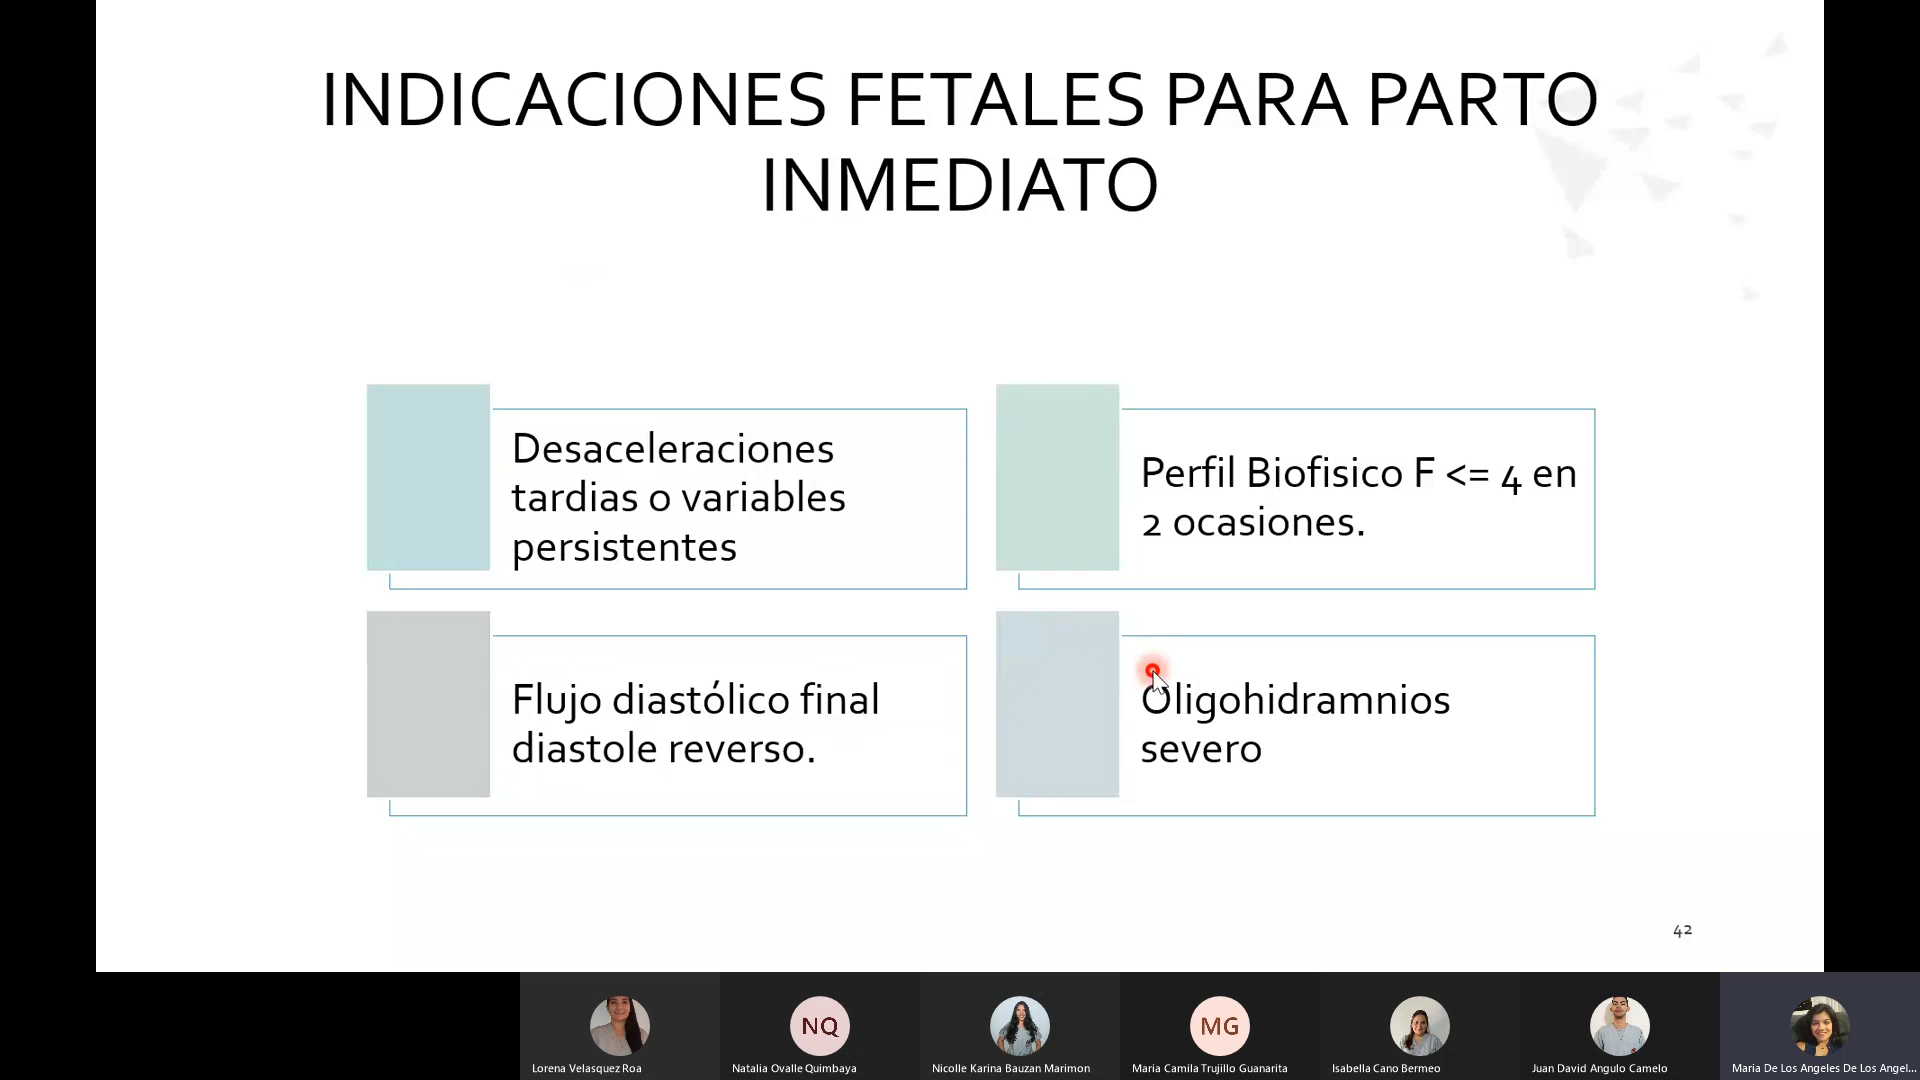 INDICACIONES FETALES PARA PARTO
INMEDIATO
Desaceleraciones
tardias o variables
persistentes
Perfil Biofisico F <= 4 en
2 ocasiones.
Flujo diastólico final
diastole reverso.
Oligohidramnios
severo
42
NQ
MG
Lorena Velasquez Roa
Natalia Ovalle Quimbaya
Nicolle Karina Bauzan Marimon
Maria Camila Trujillo Guanarita
Isabella Cano Bermeo
Juan David Angulo Camelo
Maria De Los Angeles De Los Angel...